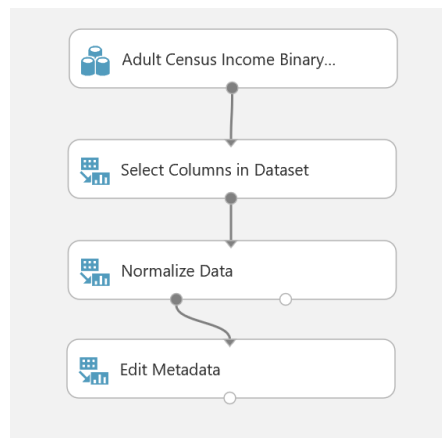 Adult Census Income Binary...
Select Columns in Dataset
Normalize Data
Edit Metadata